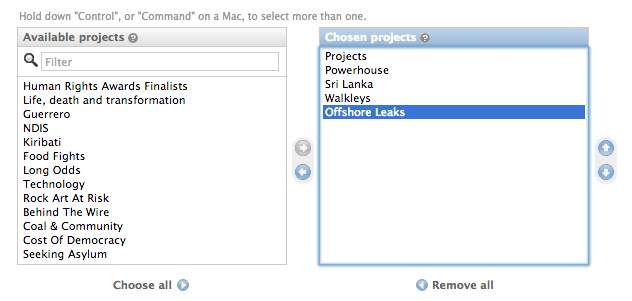 Hold down "Control", or "Command" on a Mac, to select more than one.
Available projects ?
Filter
Human Rights Awards Finalists
Life, death and transformation
Guerrero
NDIS
Kiribati
Food Fights
Long Odds
Technology
Rock Art At Risk
Behind The Wire
Coal & Community
Cost Of Democracy
Seeking Asylum
Choose all
Chosen projects ?
Projects
Powerhouse
Sri Lanka
Walkleys
Offshore Leaks
Remove all